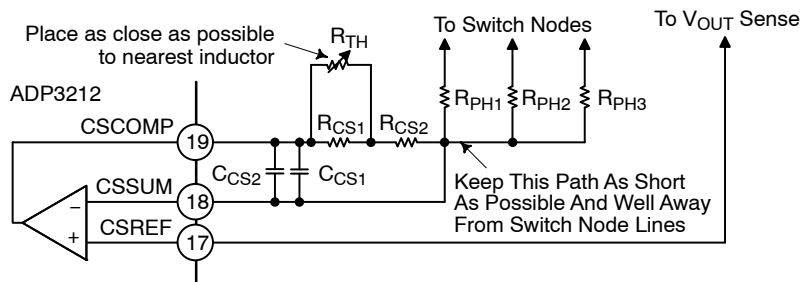 Place as close as possible
to nearest inductor
RTH
To Switch Nodes
To VOUT Sense
ADP3212
RPH1
RPH2
RPH3
CSCOMP
19
RCS1
RCS2
CCS2
CCS1
CSSUM
18
Keep This Path As Short
As Possible And Well Away
From Switch Node Lines
−
+
CSREF
17